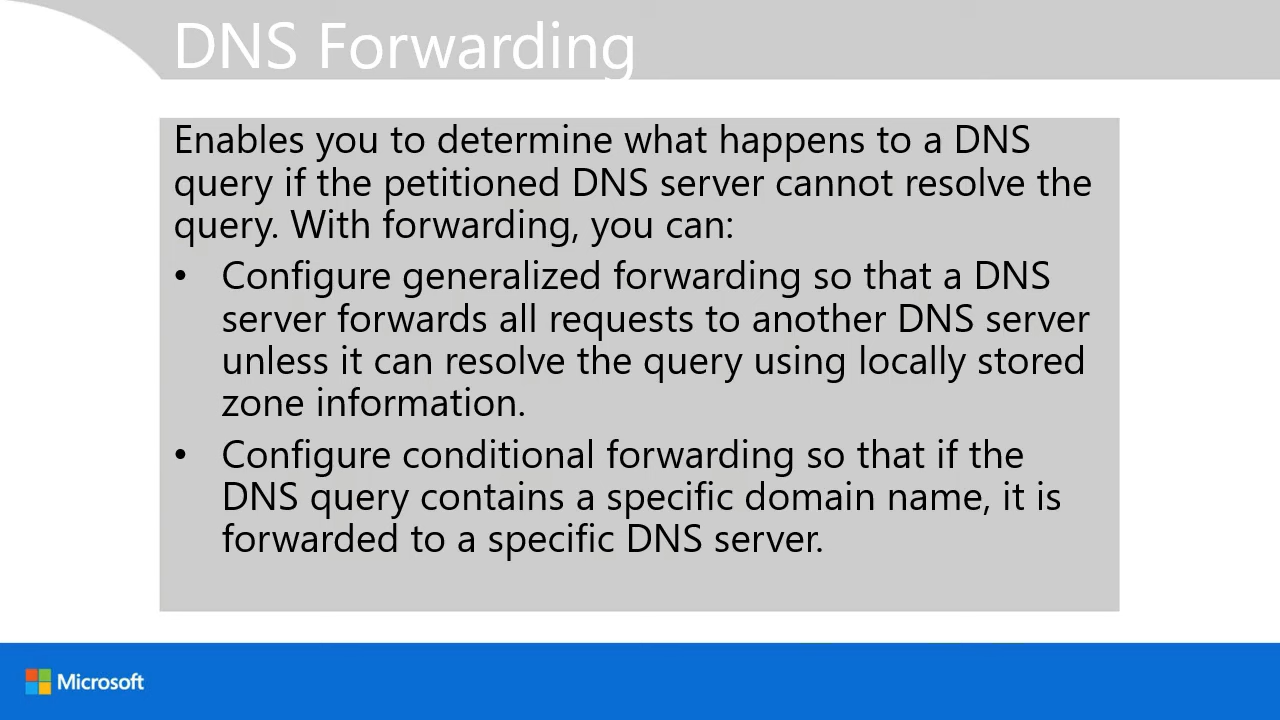 DNS Forwarding
Enables you to determine what happens to a DNS
query if the petitioned DNS server cannot resolve the
query. With forwarding, you can:
• Configure generalized forwarding so that a DNS
server forwards all requests to another DNS server
unless it can resolve the query using locally stored
zone information.
• Configure conditional forwarding so that if the
DNS query contains a specific domain name, it is
forwarded to a specific DNS server.
Microsoft